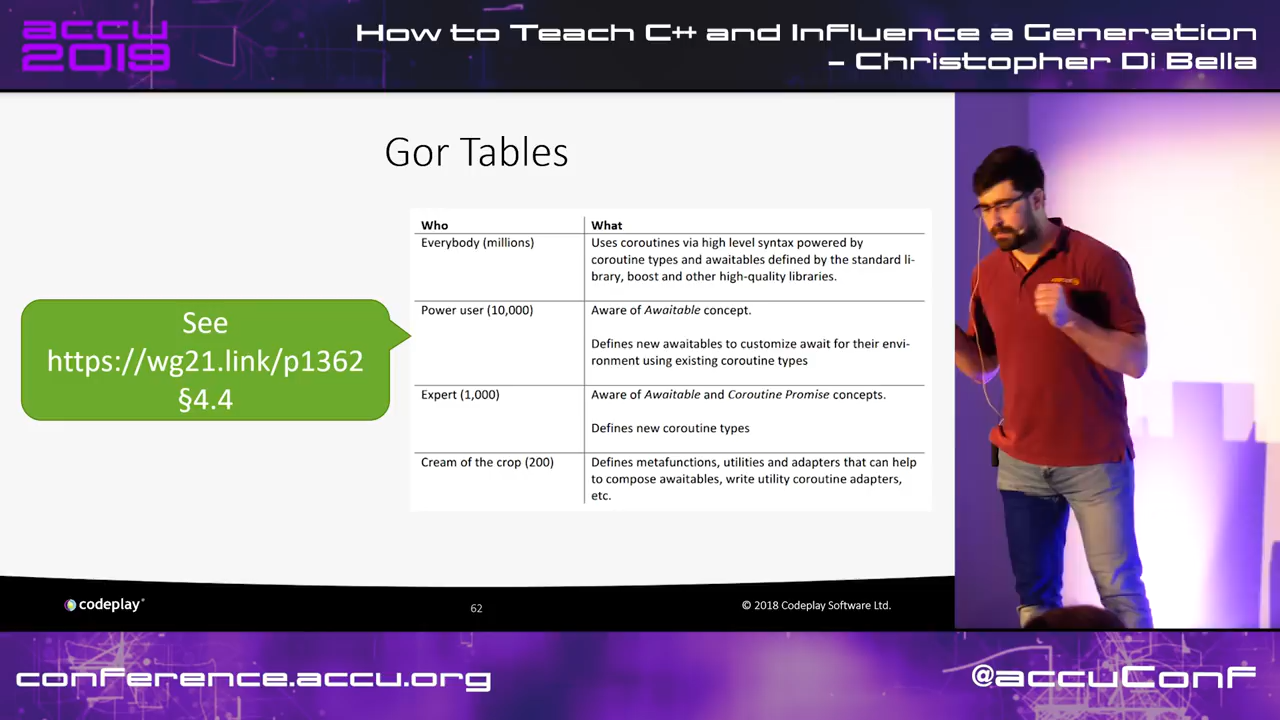 accu
2019
How to Teach C++ and Influence a Generation
– Christopher Di Bella
Gor Tables
Who
What
Everybody (millions)
Uses coroutines via high level syntax powered by
coroutine types and awaitables defined by the standard li-
brary, boost and other high-quality libraries.
Power user (10,000)
Aware of Awaitable concept.
Defines new awaitables to customize await for their envi-
ronment using existing coroutine types
Expert (1,000)
Aware of Awaitable and Coroutine Promise concepts.
Defines new coroutine types
Cream of the crop (200)
Defines metafunctions, utilities and adapters that can help
to compose awaitables, write utility coroutine adapters,
etc.
See
https://wg21.link/p1362
§4.4
codeplay®
62
© 2018 Codeplay Software Ltd.
conference.accu.org
@accuConf